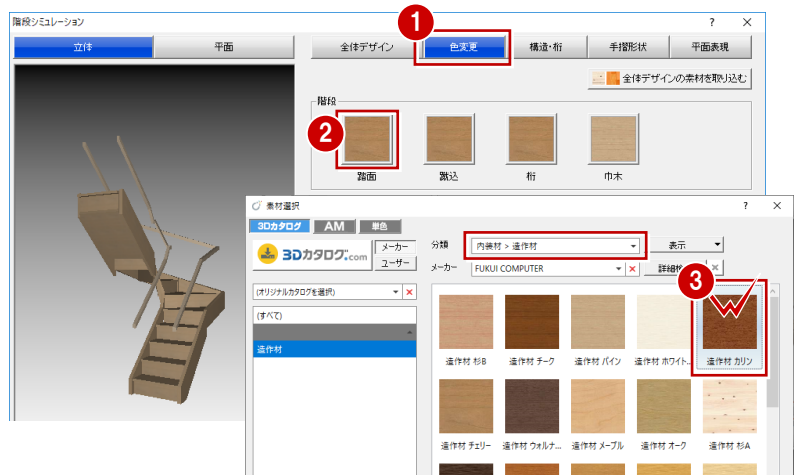 階段シミュレーション
? ×
1
立体 平面 全体デザイン 色変更 構造・桁 手摺形状 平面表現
全体デザインの素材を取り込む
階段
2
踏面 蹴込 桁 巾木
素材選択
? ×
3Dカタログ AM 単色
3Dカタログ.com
メーカー
ユーザー
分類 内装材 > 造作材 表示
メーカー FUKUI COMPUTER
3
(オリジナルカタログを選択)
(すべて)
造作材
造作材 杉B 造作材 チーク 造作材 パイン 造作材 ホワイト... 造作材 カリン
造作材 チェリー 造作材 ウォルナ... 造作材 メープル 造作材 オーク 造作材 杉A